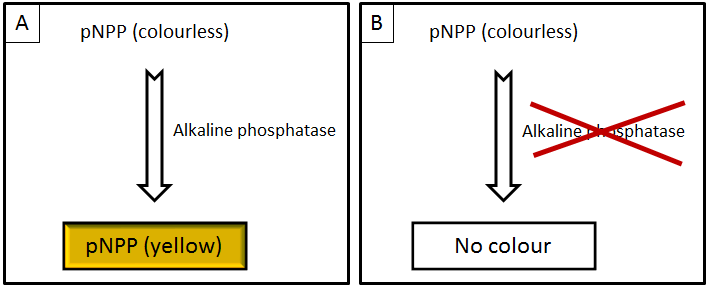 A
pNPP (colourless)
Alkaline phosphatase
pNPP (yellow)
B
pNPP (colourless)
Alkaline phosphatase
No colour